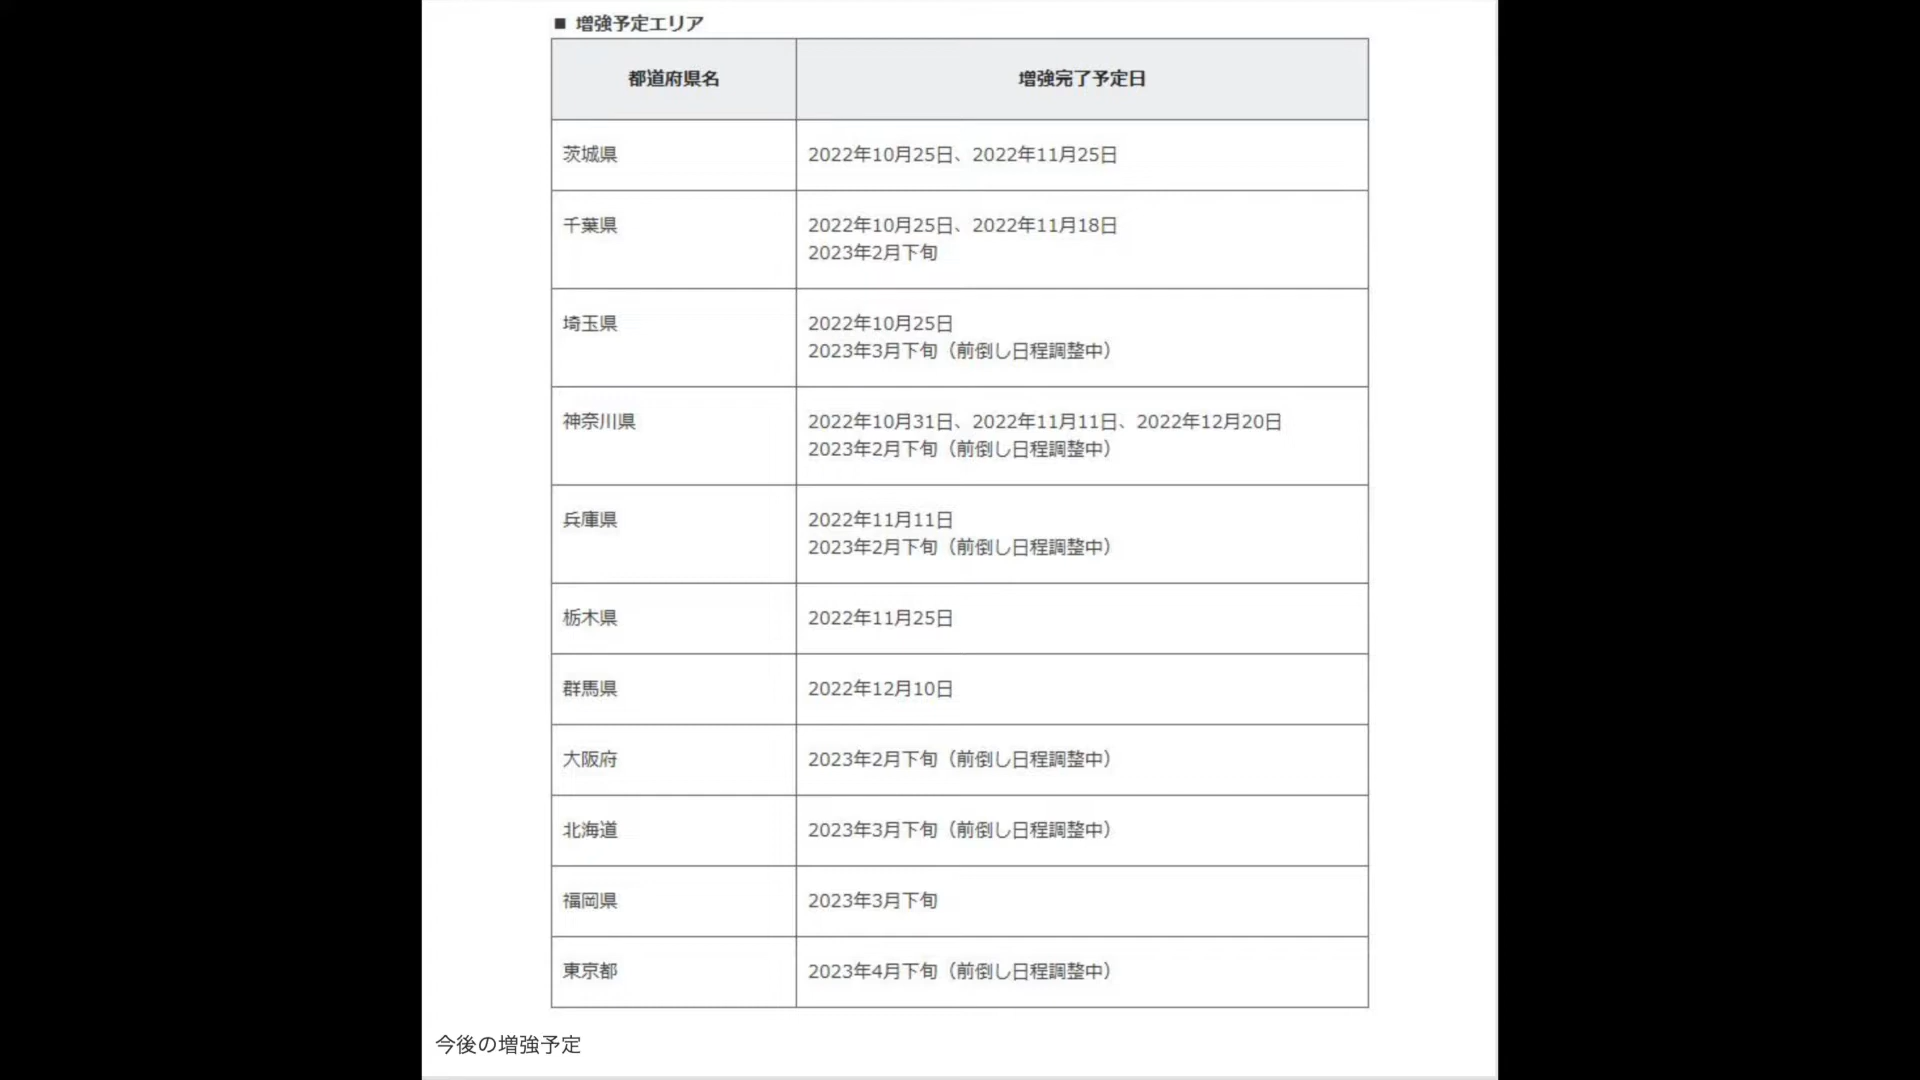 ■ 増強予定エリア
都道府県名 増強完了予定日
茨城県 2022年10月25日、2022年11月25日
千葉県 2022年10月25日、2022年11月18日
2023年2月下旬
埼玉県 2022年10月25日
2023年3月下旬（前倒し日程調整中）
神奈川県 2022年10月31日、2022年11月11日、2022年12月20日
2023年2月下旬（前倒し日程調整中）
兵庫県 2022年11月11日
2023年2月下旬（前倒し日程調整中）
栃木県 2022年11月25日
群馬県 2022年12月10日
大阪府 2023年2月下旬（前倒し日程調整中）
北海道 2023年3月下旬（前倒し日程調整中）
福岡県 2023年3月下旬
東京都 2023年4月下旬（前倒し日程調整中）
今後の増強予定